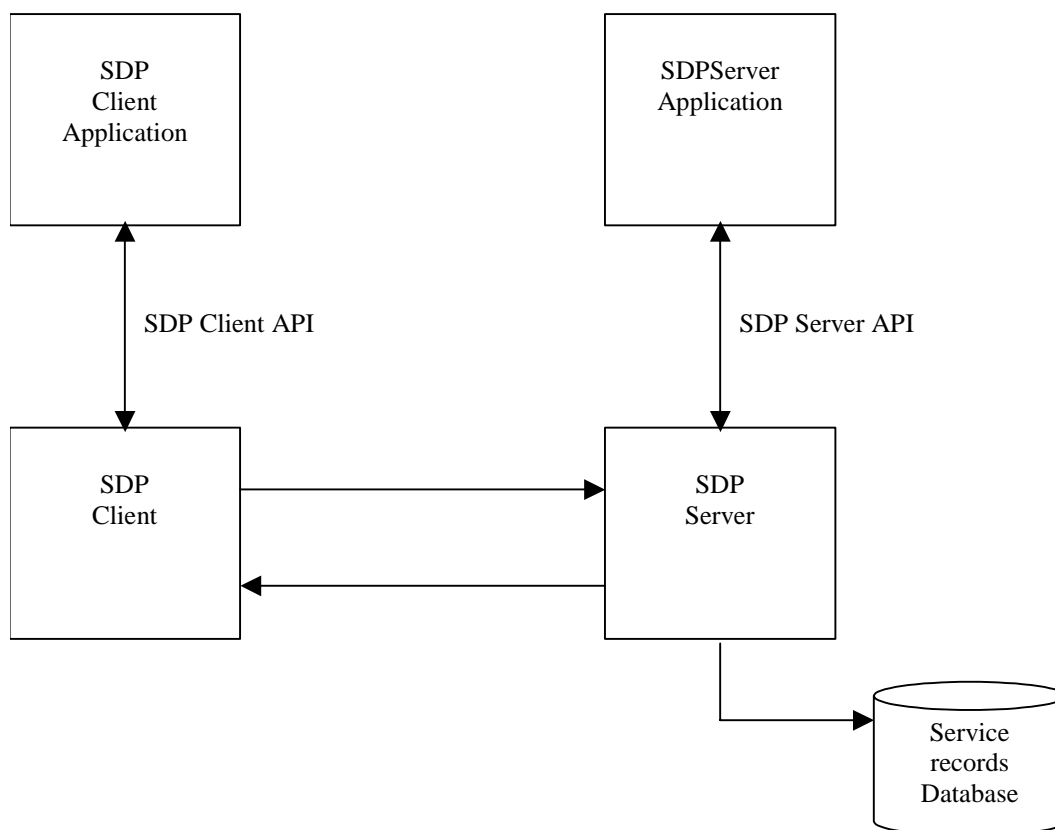 SDP
Client
Application
SDPServer
Application
SDP Client API
SDP Server API
SDP
Client
SDP
Server
Service
records
Database